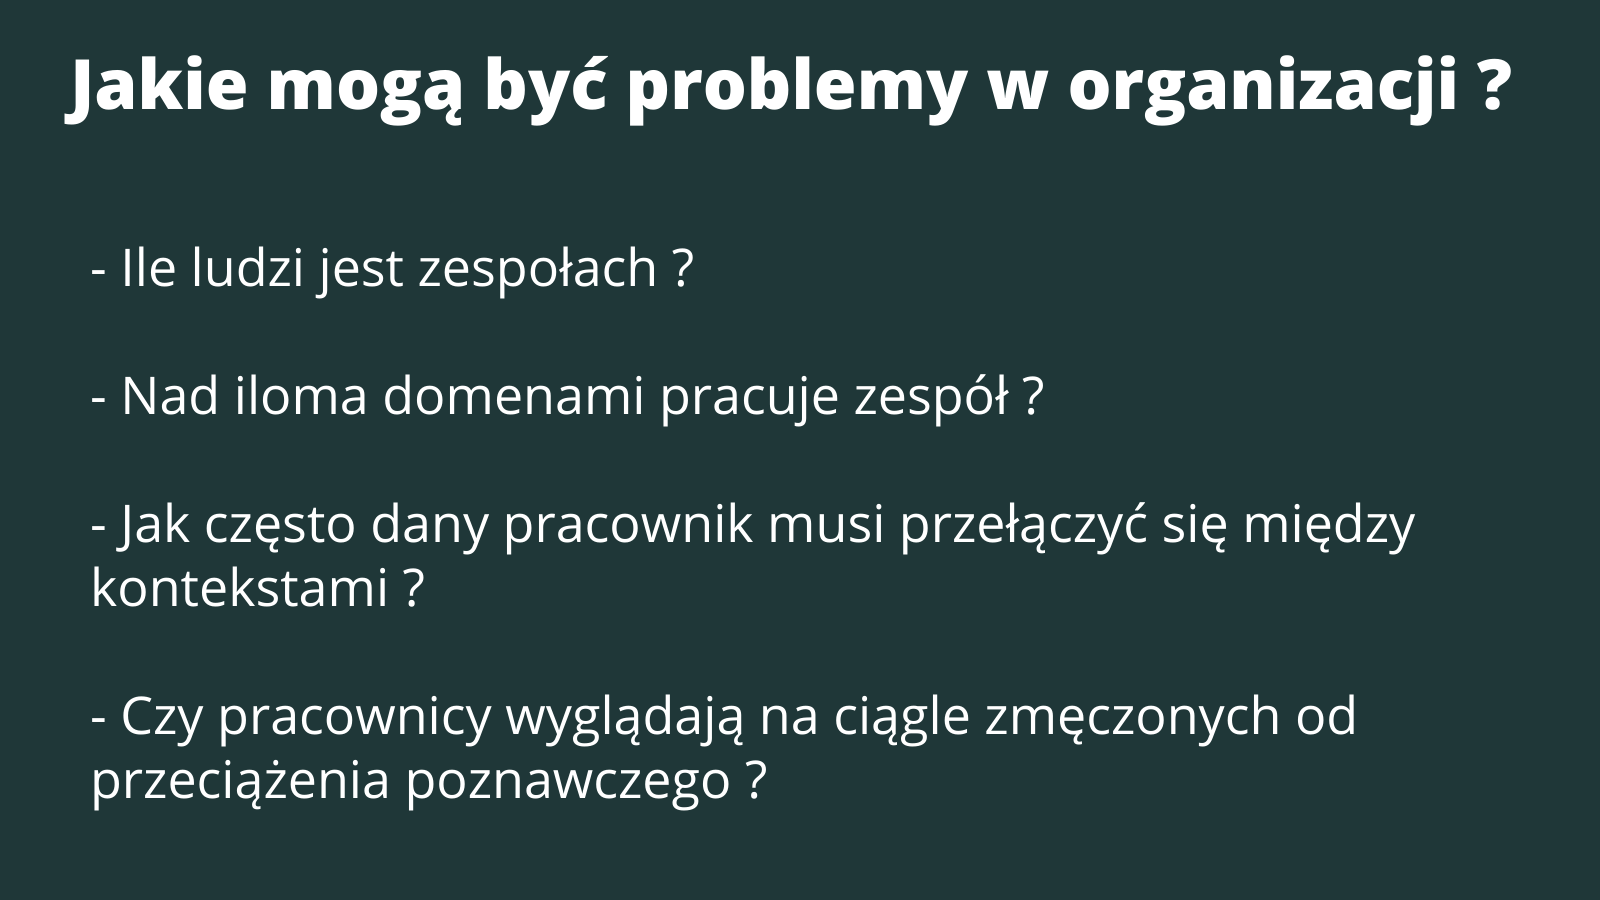 Jakie mogą być problemy w organizacji ?
- Ile ludzi jest zespołach ?
- Nad iloma domenami pracuje zespół ?
- Jak często dany pracownik musi przełączyć się między
kontekstami ?
- Czy pracownicy wyglądają na ciągle zmęczonych od
przeciążenia poznawczego ?